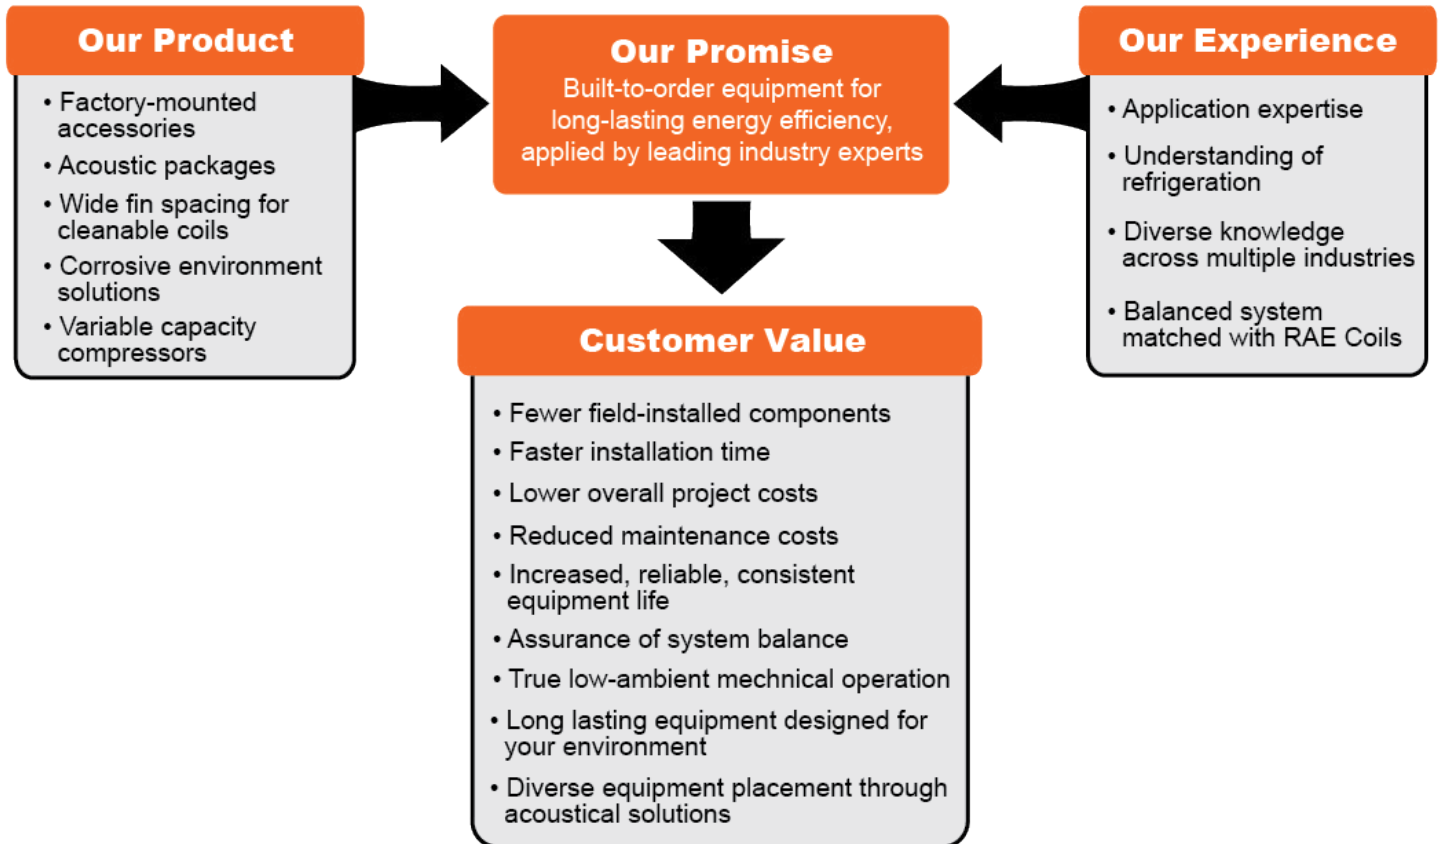 Our Product
• Factory-mounted
accessories
• Acoustic packages
• Wide fin spacing for
cleanable coils
• Corrosive environment
solutions
• Variable capacity
compressors
Our Promise
Built-to-order equipment for
long-lasting energy efficiency,
applied by leading industry experts
Our Experience
• Application expertise
• Understanding of
refrigeration
• Diverse knowledge
across multiple industries
• Balanced system
matched with RAE Coils
Customer Value
• Fewer field-installed components
• Faster installation time
• Lower overall project costs
• Reduced maintenance costs
• Increased, reliable, consistent
equipment life
• Assurance of system balance
• True low-ambient mechnical operation
• Long lasting equipment designed for
your environment
• Diverse equipment placement through
acoustical solutions